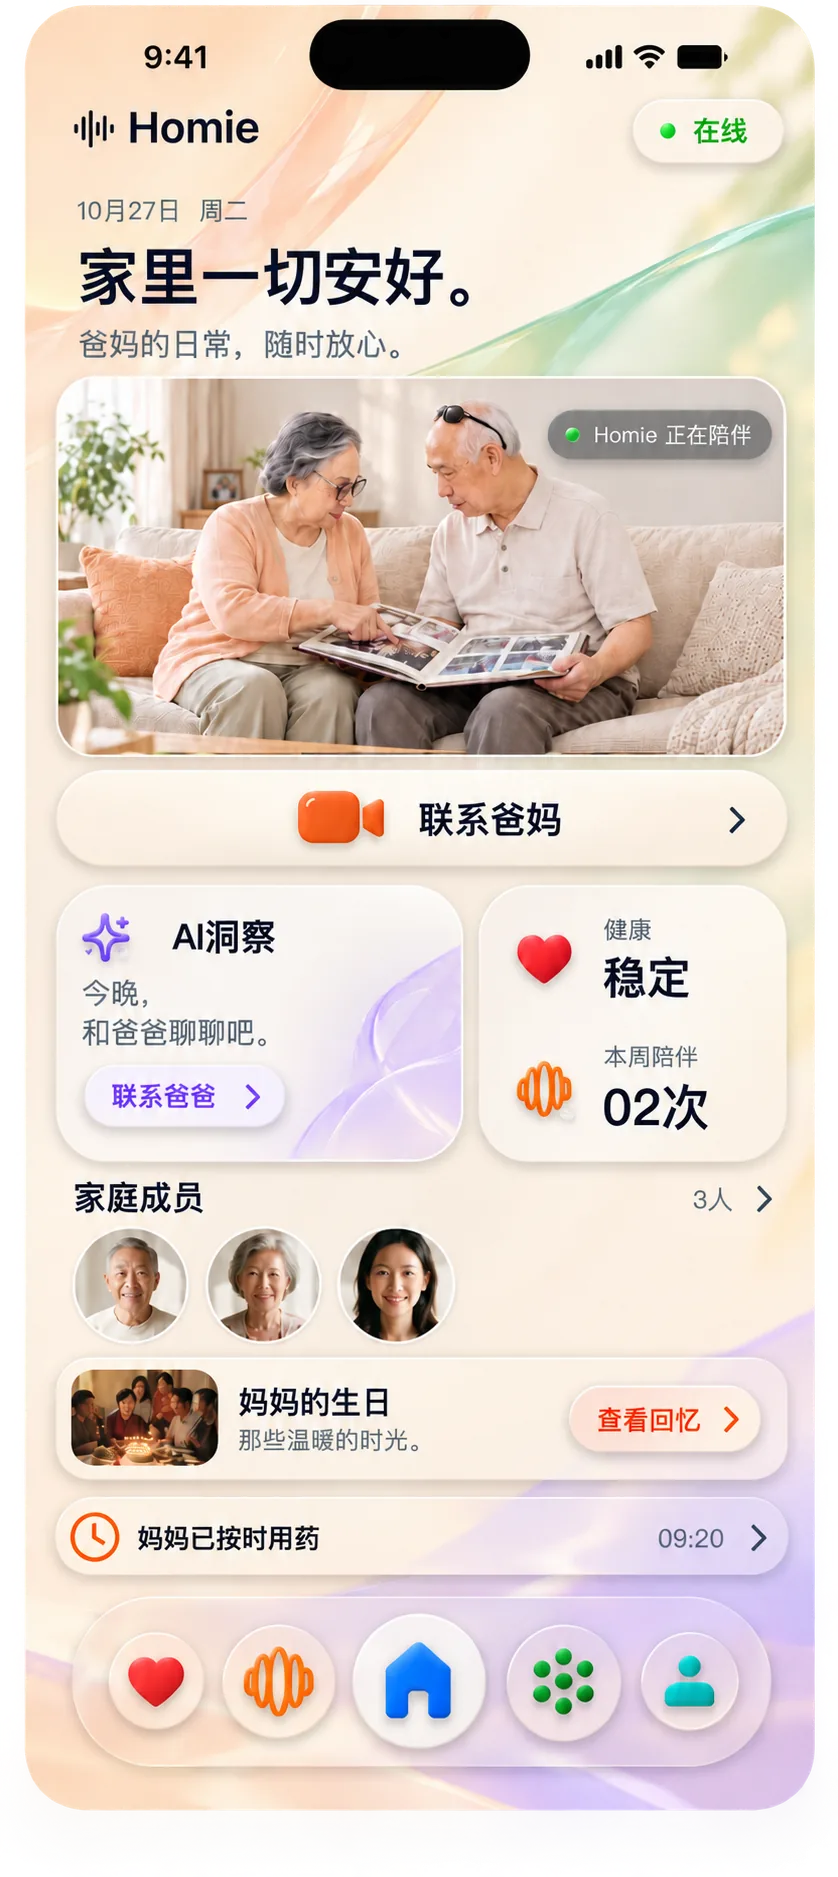 9:41
Homie
在线
10月27日 周二
家里一切安好。
爸妈的日常，随时放心。
Homie 正在陪伴
联系爸妈
AI洞察
今晚，
和爸爸聊聊吧。
联系爸爸
健康
稳定
本周陪伴
02次
家庭成员
3人
妈妈的生日
那些温暖的时光。
查看回忆
妈妈已按时用药
09:20